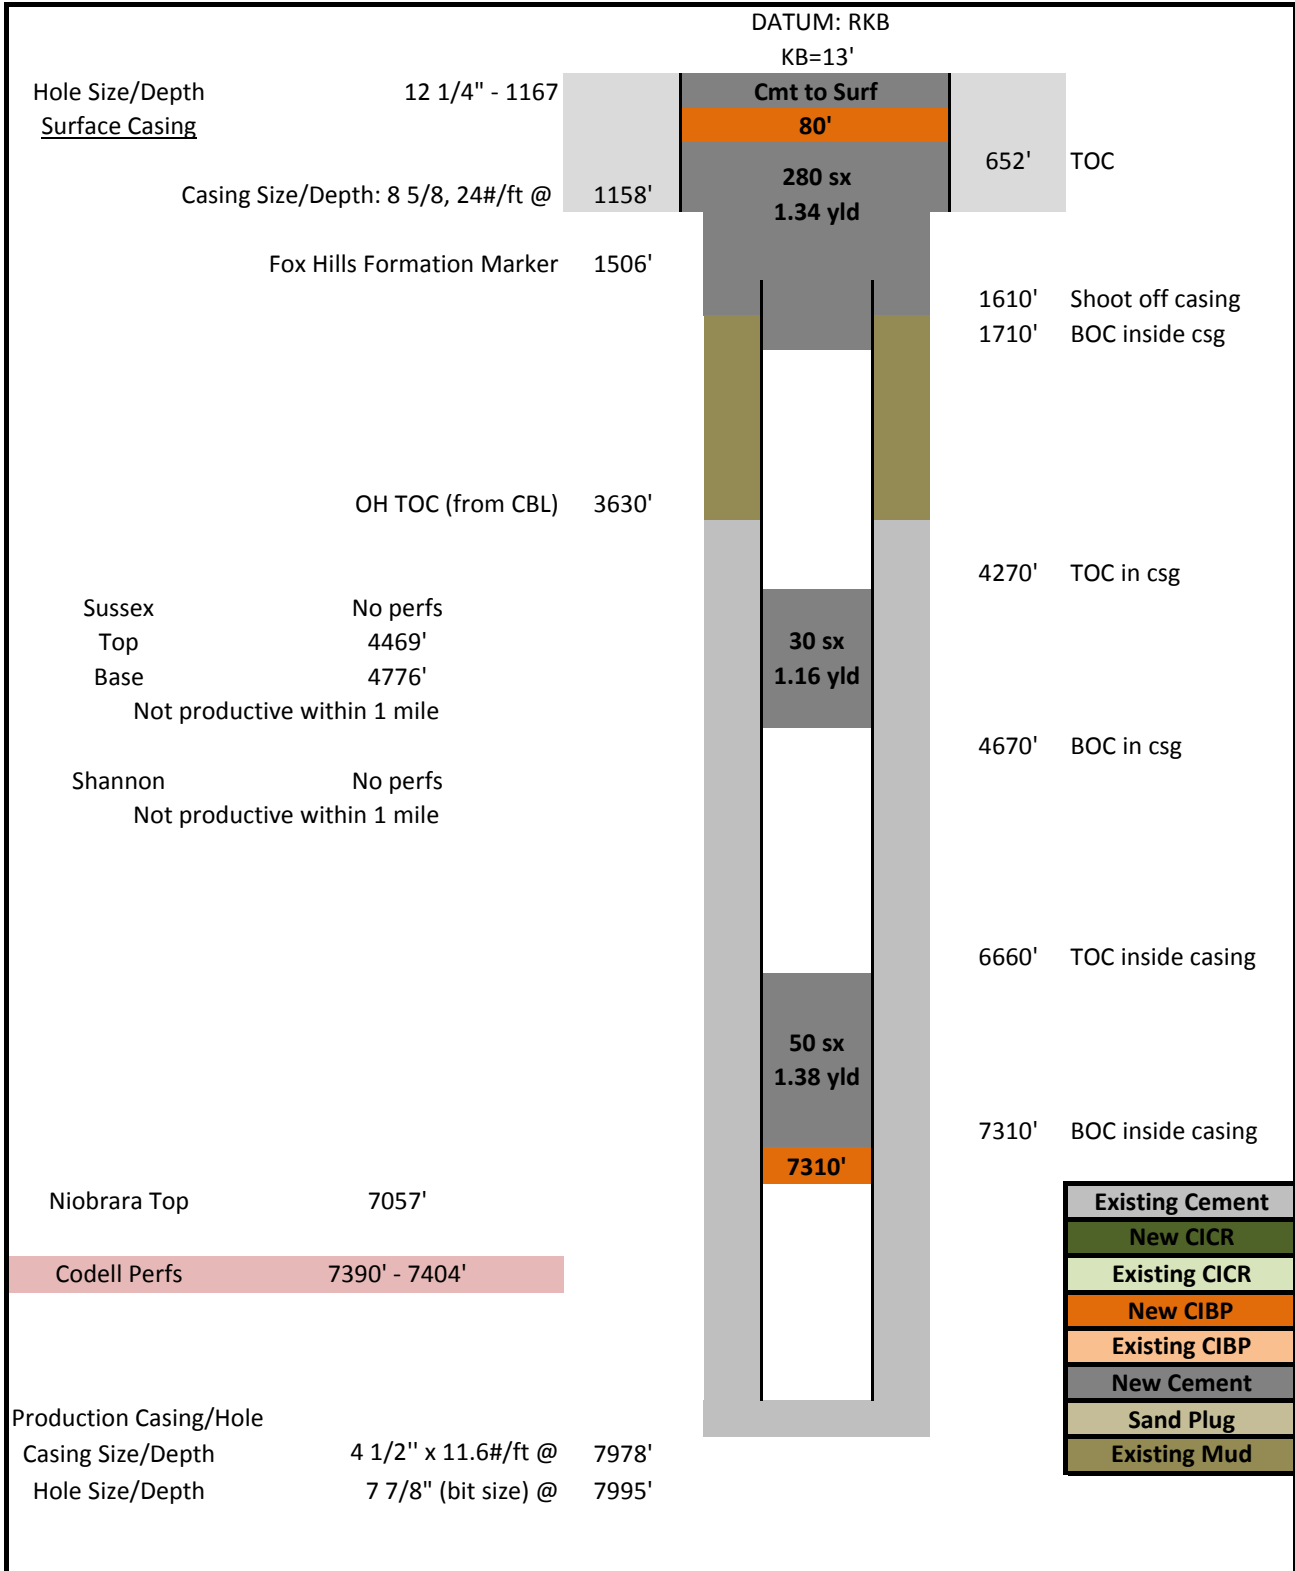 DATUM: RKB
KB=13'
Hole Size/Depth 12 1/4" - 1167 Cmt to Surf
Surface Casing 80'
652' TOC
280 sx
Casing Size/Depth: 8 5/8, 24#/ft @ 1158'
1.34 yld
Fox Hills Formation Marker 1506'
1610' Shoot off casing
1710' BOC inside csg
OH TOC (from CBL) 3630'
4270' TOC in csg
Sussex No perfs
Top 4469' 30 sx
Base 4776' 1.16 yld
Not productive within 1 mile
4670' BOC in csg
Shannon No perfs
Not productive within 1 mile
6660' TOC inside casing
50 sx
1.38 yld
7310' BOC inside casing
7310'
Niobrara Top 7057' Existing Cement
New CICR
Codell Perfs 7390' - 7404' Existing CICR
New CIBP
Existing CIBP
New Cement
Production Casing/Hole Sand Plug
Casing Size/Depth 4 1/2'' x 11.6#/ft @ 7978' Existing Mud
Hole Size/Depth 7 7/8" (bit size) @ 7995'